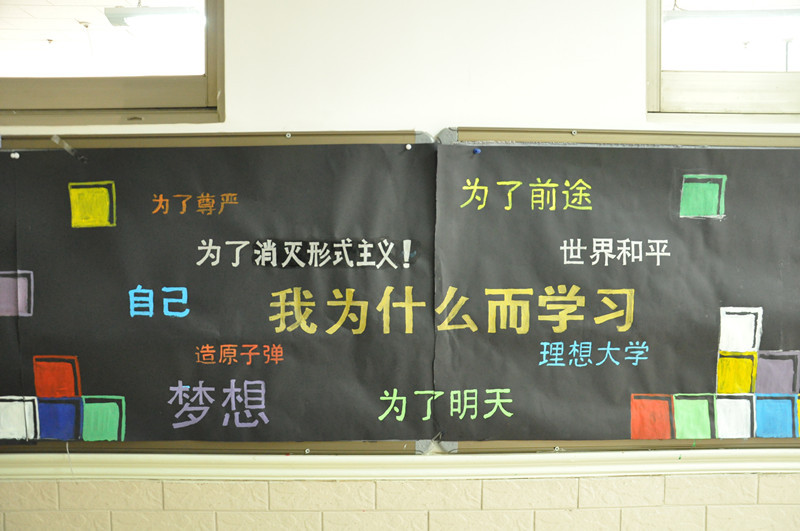 为了尊严
为了前途
为了消灭形式主义!
世界和平
自己
我为什么而学习
造原子弹
理想大学
梦想
为了明天